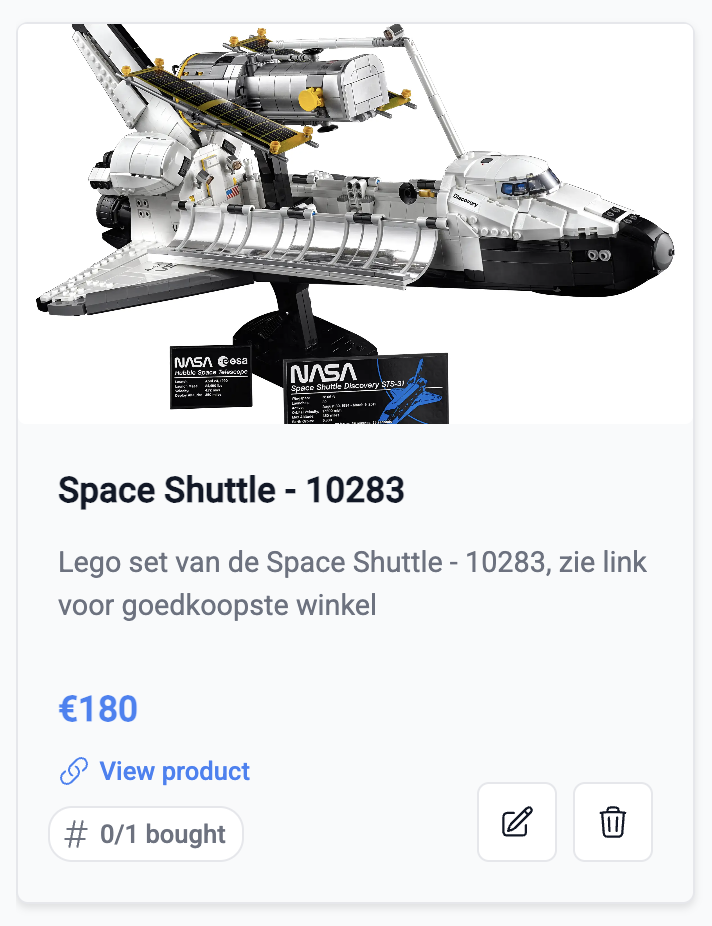 Discovery
NASA esa
Hubble Space Telescope
NASA
Space Shuttle Discovery STS-31
Space Shuttle - 10283
Lego set van de Space Shuttle - 10283, zie link
voor goedkoopste winkel
€180
View product
# 0/1 bought